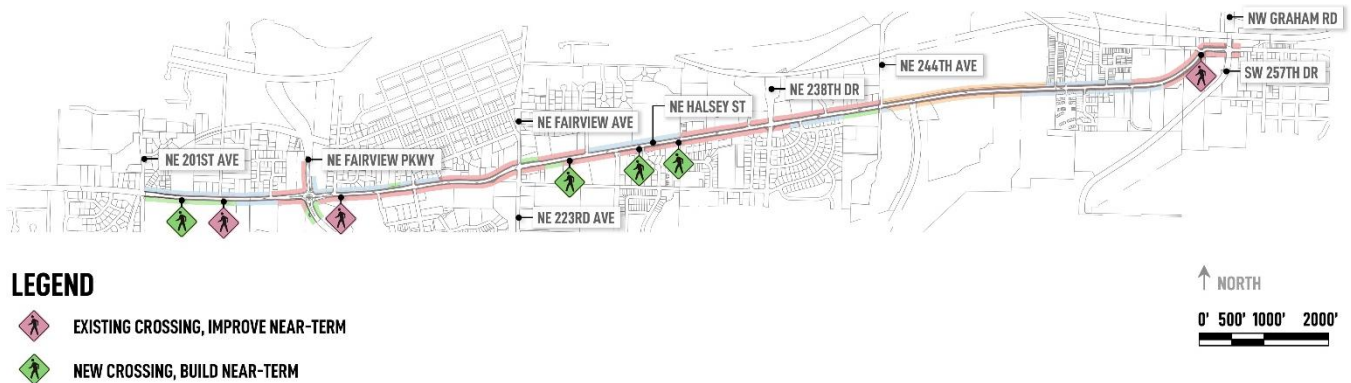 NW GRAHAM RD
NE 244TH AVE
SW 257TH DR
NE 238TH DR
NE HALSEY ST
NE FAIRVIEW AVE
NE 201ST AVE
NE FAIRVIEW PKWY
NE 223RD AVE
LEGEND
EXISTING CROSSING, IMPROVE NEAR-TERM
NEW CROSSING, BUILD NEAR-TERM
NORTH
0' 500' 1000' 2000'